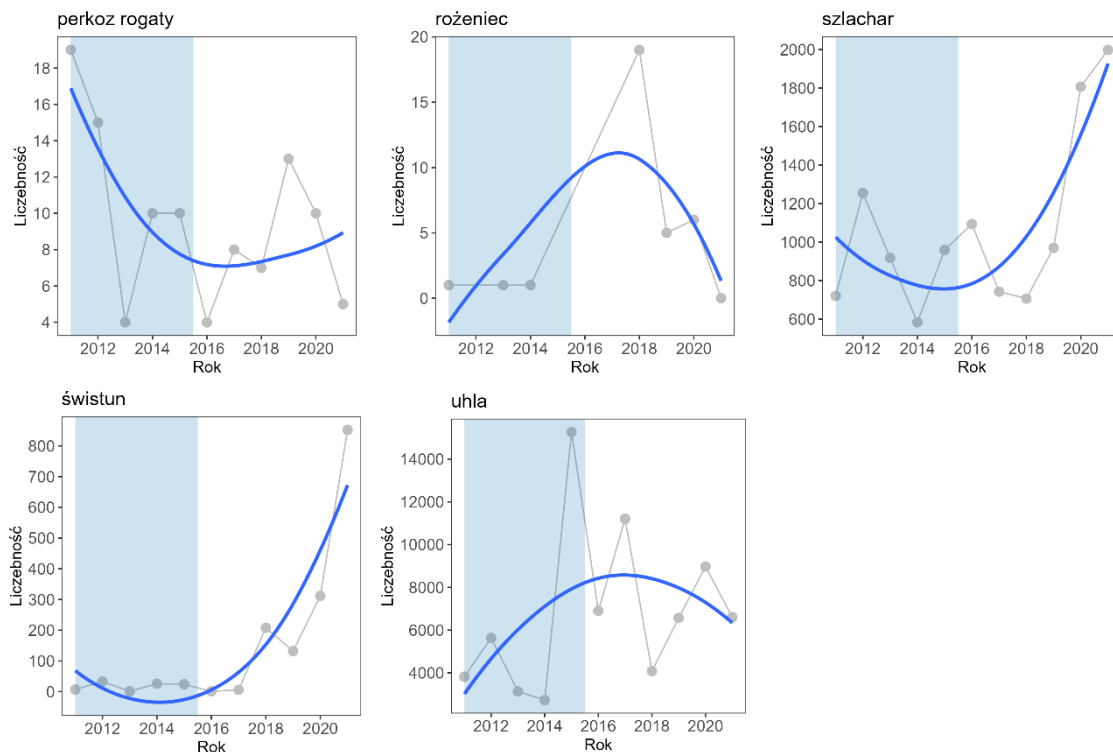 perkoz rogaty
18
16
14
12
10
8
6
4
Liczebność
2012 2014 2016 2018 2020
Rok
rożeniec
20
15
10
5
0
Liczebność
2012 2014 2016 2018 2020
Rok
szlachar
2000
1800
1600
1400
1200
1000
800
600
Liczebność
2012 2014 2016 2018 2020
Rok
świstun
800
700
600
500
400
300
200
100
0
Liczebność
2012 2014 2016 2018 2020
Rok
uhla
14000
12000
10000
8000
6000
4000
Liczebność
2012 2014 2016 2018 2020
Rok